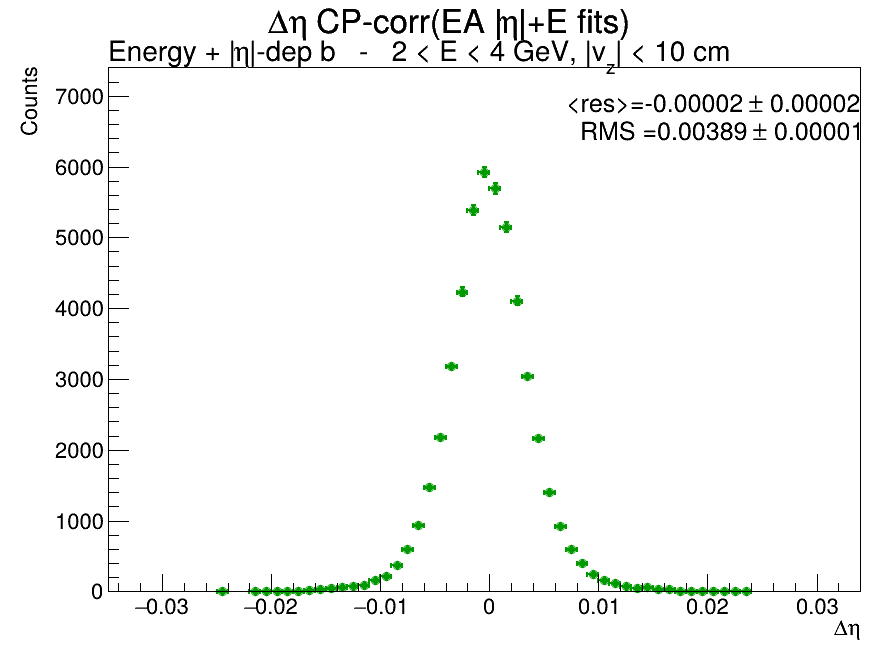 Δη CP-corr(EA |η|+E fits)
Energy + |η|-dep b - 2 < E < 4 GeV, |v_z| < 10 cm
Counts
<res>=-0.00002 ± 0.00002
RMS =0.00389 ± 0.00001
7000
6000
5000
4000
3000
2000
1000
0
−0.03 −0.02 −0.01 0 0.01 0.02 0.03
Δη